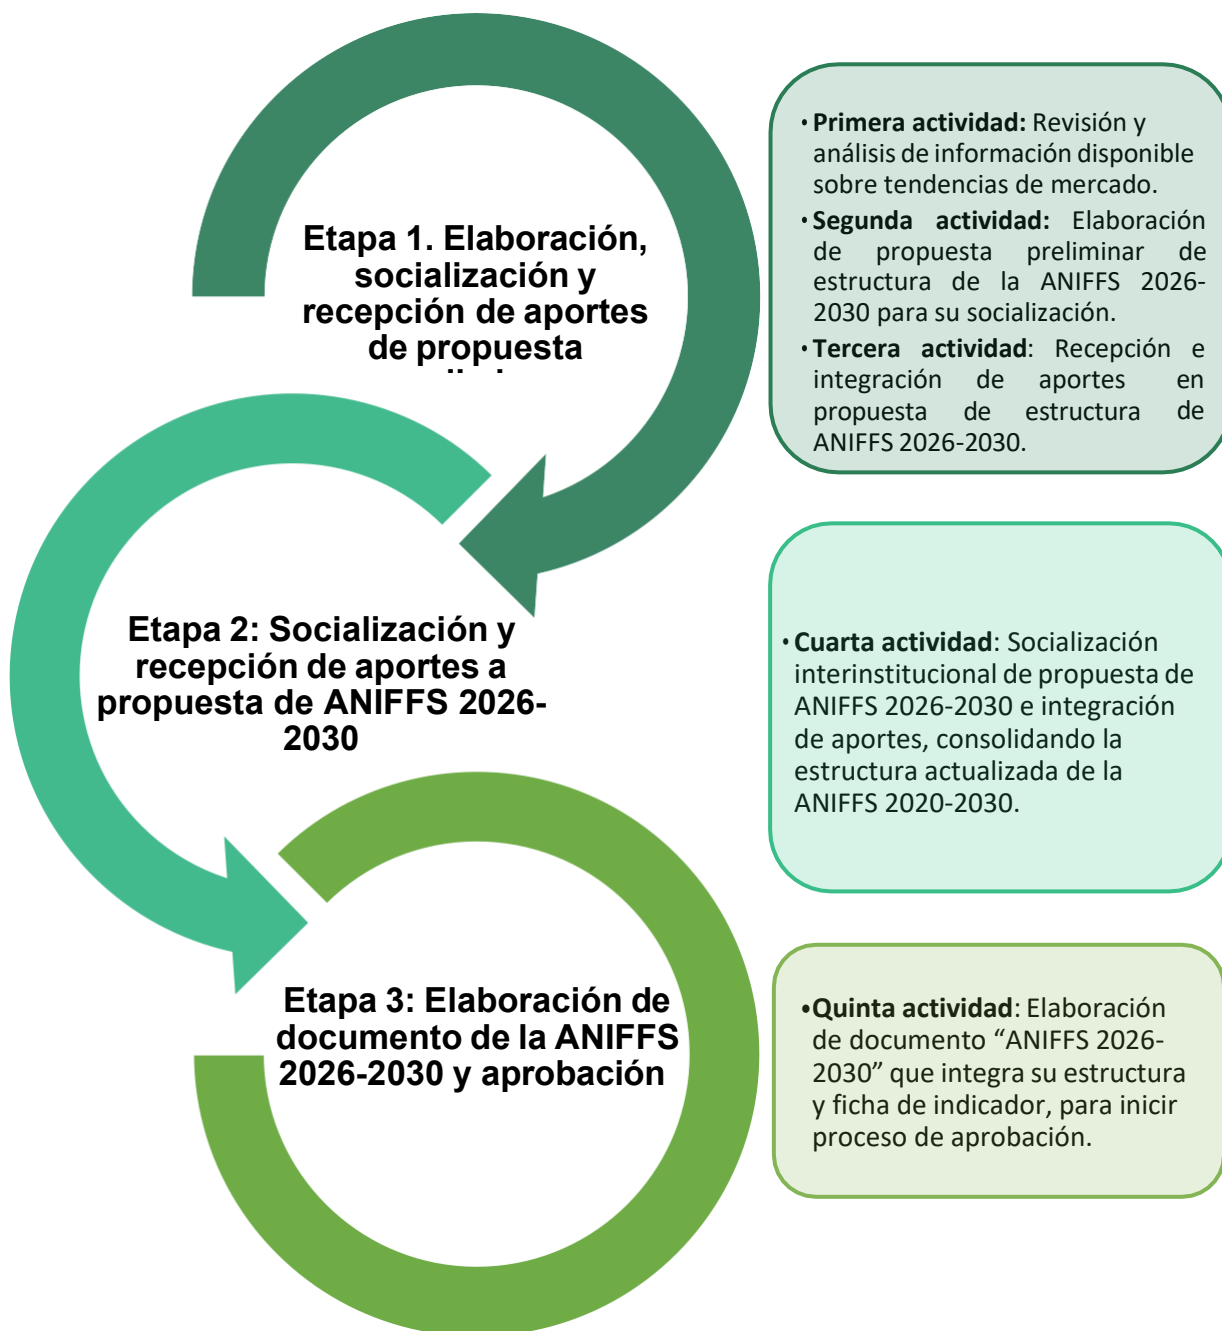 Etapa 1. Elaboración,
socialización y
recepción de aportes
de propuesta
• Primera actividad: Revisión y
análisis de información disponible
sobre tendencias de mercado.
• Segunda actividad: Elaboración
de propuesta preliminar de
estructura de la ANIFFS 2026-
2030 para su socialización.
• Tercera actividad: Recepción e
integración de aportes en
propuesta de estructura de
ANIFFS 2026-2030.
Etapa 2: Socialización y
recepción de aportes a
propuesta de ANIFFS 2026-
2030
• Cuarta actividad: Socialización
interinstitucional de propuesta de
ANIFFS 2026-2030 e integración
de aportes, consolidando la
estructura actualizada de la
ANIFFS 2020-2030.
Etapa 3: Elaboración de
documento de la ANIFFS
2026-2030 y aprobación
• Quinta actividad: Elaboración
de documento “ANIFFS 2026-
2030” que integra su estructura
y ficha de indicador, para inicir
proceso de aprobación.